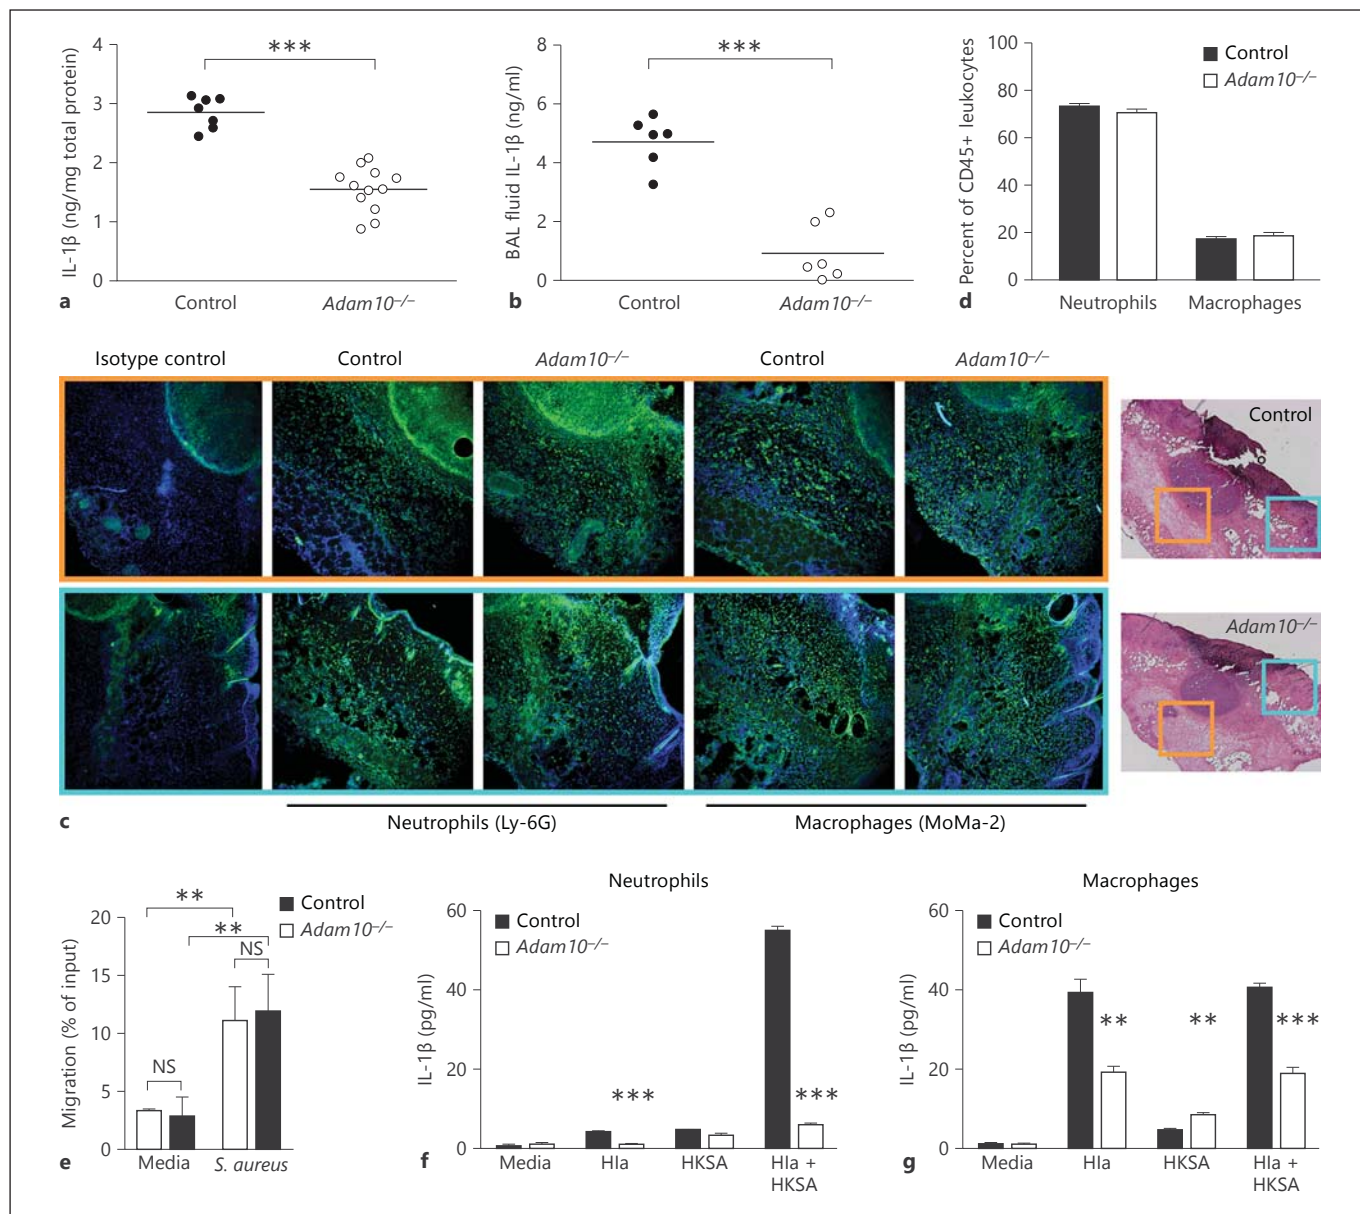 4
3
2
1
0
IL-1β (ng/mg total protein)
***
Control
Adam10–/–
a
8
6
4
2
0
BAL fluid IL-1β (ng/ml)
***
Control
Adam10–/–
b
100
80
60
40
20
0
Percent of CD45+ leukocytes
Control
Adam10–/–
Neutrophils
Macrophages
d
Isotype control
Control
Adam10–/–
Control
Adam10–/–
Control
Adam10–/–
Neutrophils (Ly-6G)
Macrophages (MoMa-2)
c
Control
Adam10–/–
20
15
10
5
0
Migration (% of input)
**
**
NS
NS
Media
S. aureus
e
Neutrophils
60
40
20
0
IL-1β (pg/ml)
Control
Adam10–/–
***
***
Media
Hla
HKSA
Hla +
HKSA
f
Macrophages
60
40
20
0
IL-1β (pg/ml)
Control
Adam10–/–
**
**
***
Media
Hla
HKSA
Hla +
HKSA
g